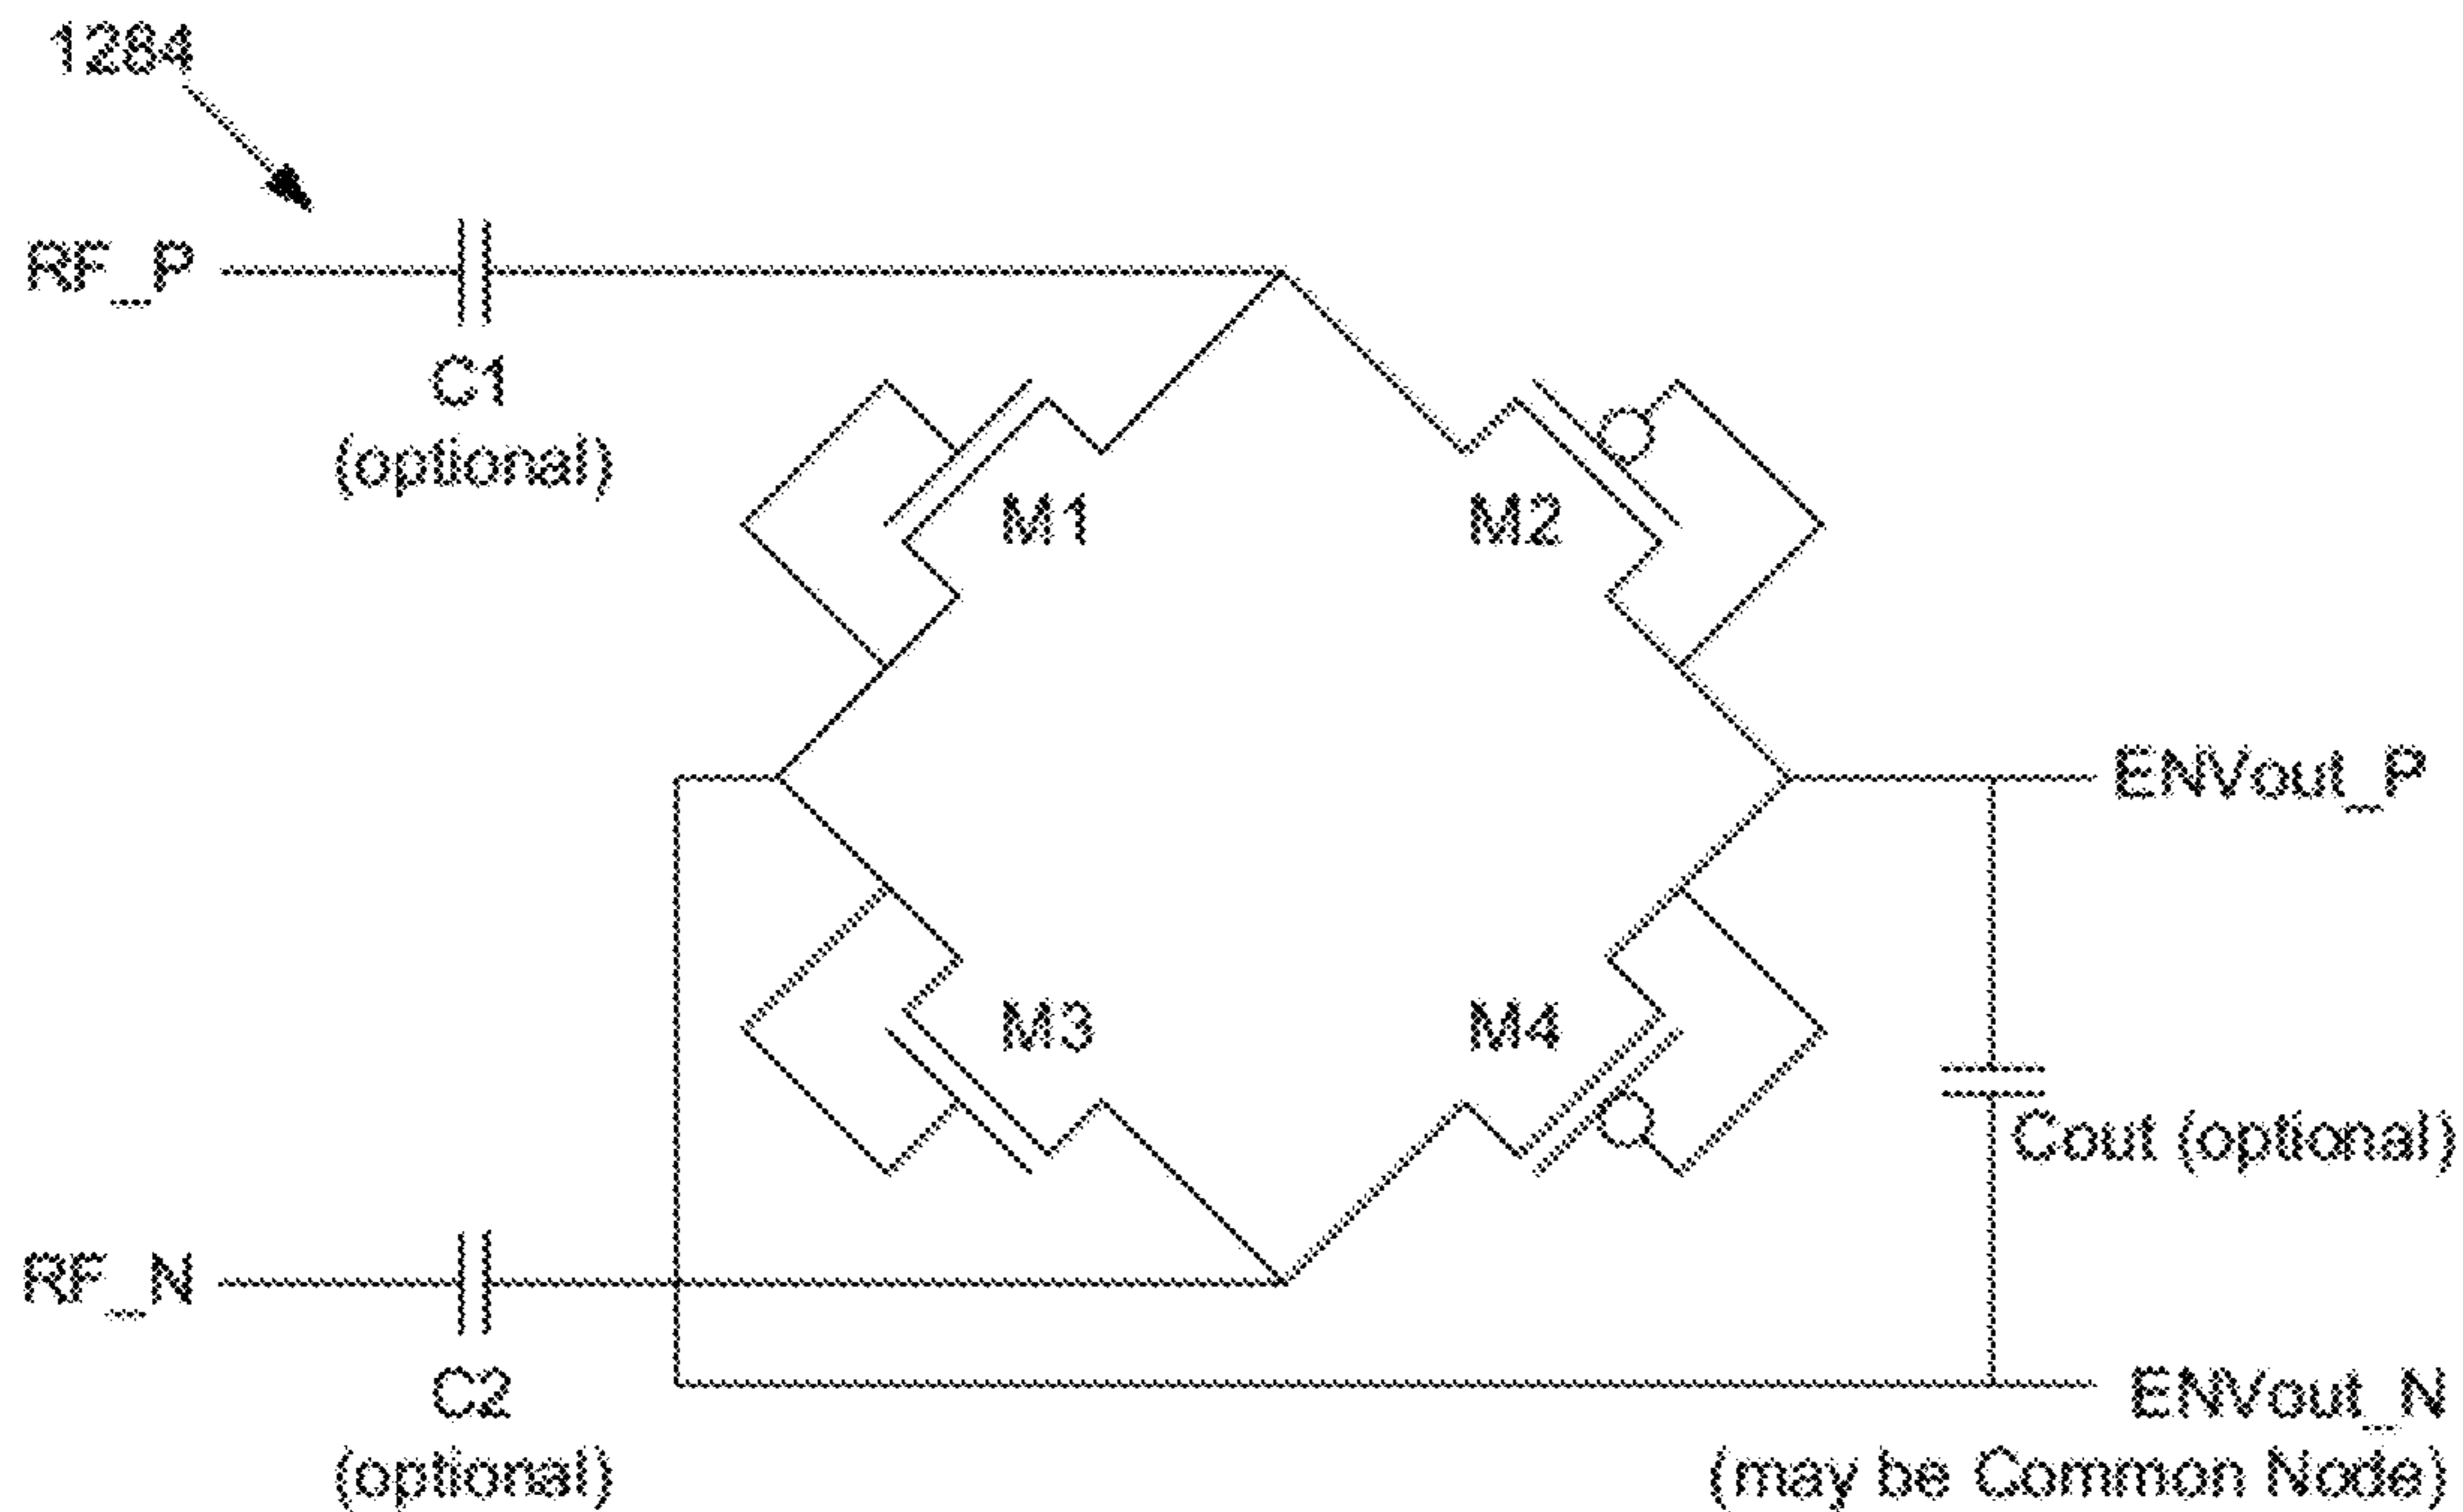 1284
RF_P
C1
(optional)
M1
M2
ENVout_P
M3
M4
Cout (optional)
RF_N
C2
(optional)
ENVout_N
(may be Common Node)